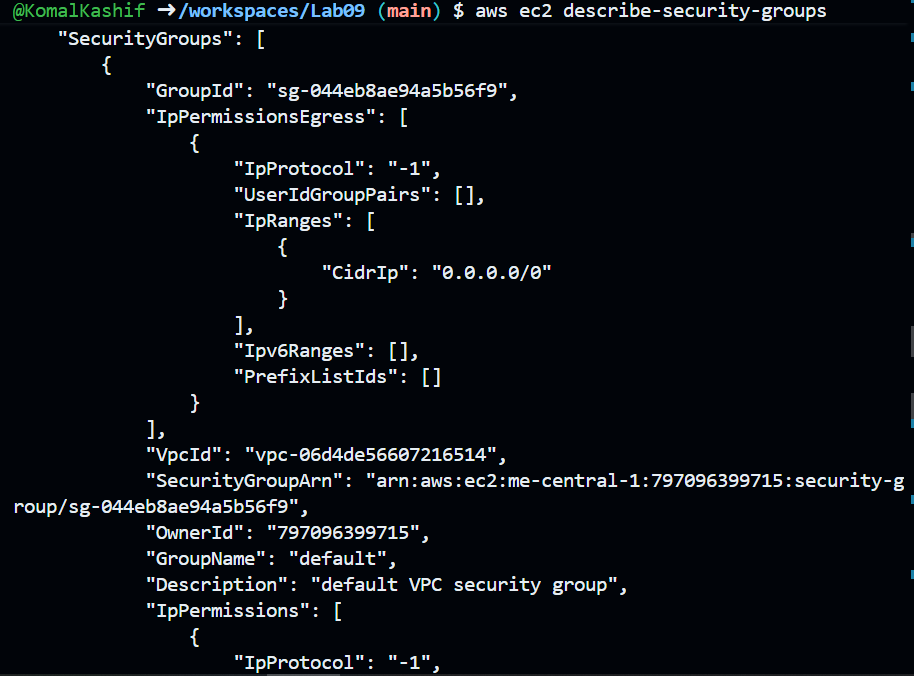 @KomalKashif ➜/workspaces/Lab09 (main) $ aws ec2 describe-security-groups
    "SecurityGroups": [
        {
            "GroupId": "sg-044eb8ae94a5b56f9",
            "IpPermissionsEgress": [
                {
                    "IpProtocol": "-1",
                    "UserIdGroupPairs": [],
                    "IpRanges": [
                        {
                            "CidrIp": "0.0.0.0/0"
                        }
                    ],
                    "Ipv6Ranges": [],
                    "PrefixListIds": []
                }
            ],
            "VpcId": "vpc-06d4de56607216514",
            "SecurityGroupArn": "arn:aws:ec2:me-central-1:797096399715:security-g
roup/sg-044eb8ae94a5b56f9",
            "OwnerId": "797096399715",
            "GroupName": "default",
            "Description": "default VPC security group",
            "IpPermissions": [
                {
                    "IpProtocol": "-1",